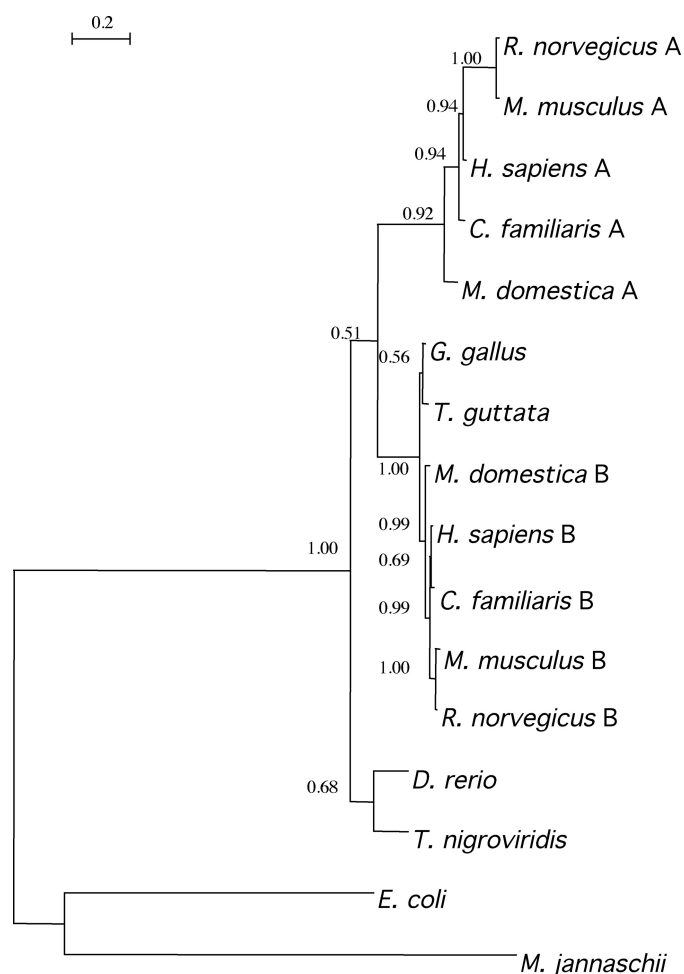 0.2
R. norvegicus A
1.00
M. musculus A
0.94
0.94
H. sapiens A
0.92
C. familiaris A
M. domestica A
0.51
0.56
G. gallus
T. guttata
1.00
M. domestica B
0.99
H. sapiens B
0.69
C. familiaris B
0.99
M. musculus B
1.00
R. norvegicus B
1.00
D. rerio
0.68
T. nigroviridis
E. coli
M. jannaschii